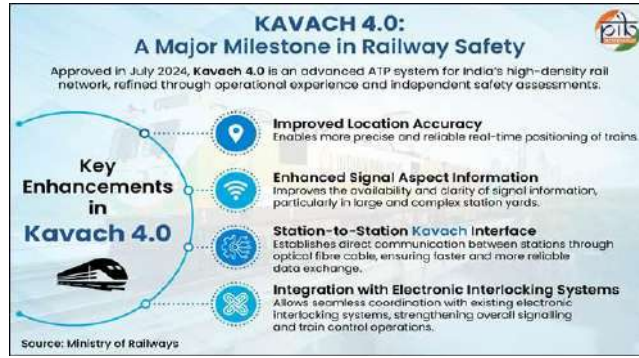 KAVACH 4.0:
A Major Milestone in Railway Safety
pib
Approved in July 2024, Kavach 4.0 is an advanced ATP system for India's high-density rail
network, refined through operational experience and independent safety assessments.
Key
Enhancements
in
Kavach 4.0
Improved Location Accuracy
Enables more precise and reliable real-time positioning of trains.
Enhanced Signal Aspect Information
Improves the availability and clarity of signal information,
particularly in large and complex station yards.
Station-to-Station Kavach Interface
Establishes direct communication between stations through
optical fibre cable, ensuring faster and more reliable
data exchange.
Integration with Electronic Interlocking Systems
Allows seamless coordination with existing electronic
interlocking systems, strengthening overall signalling
and train control operations.
Source: Ministry of Railways